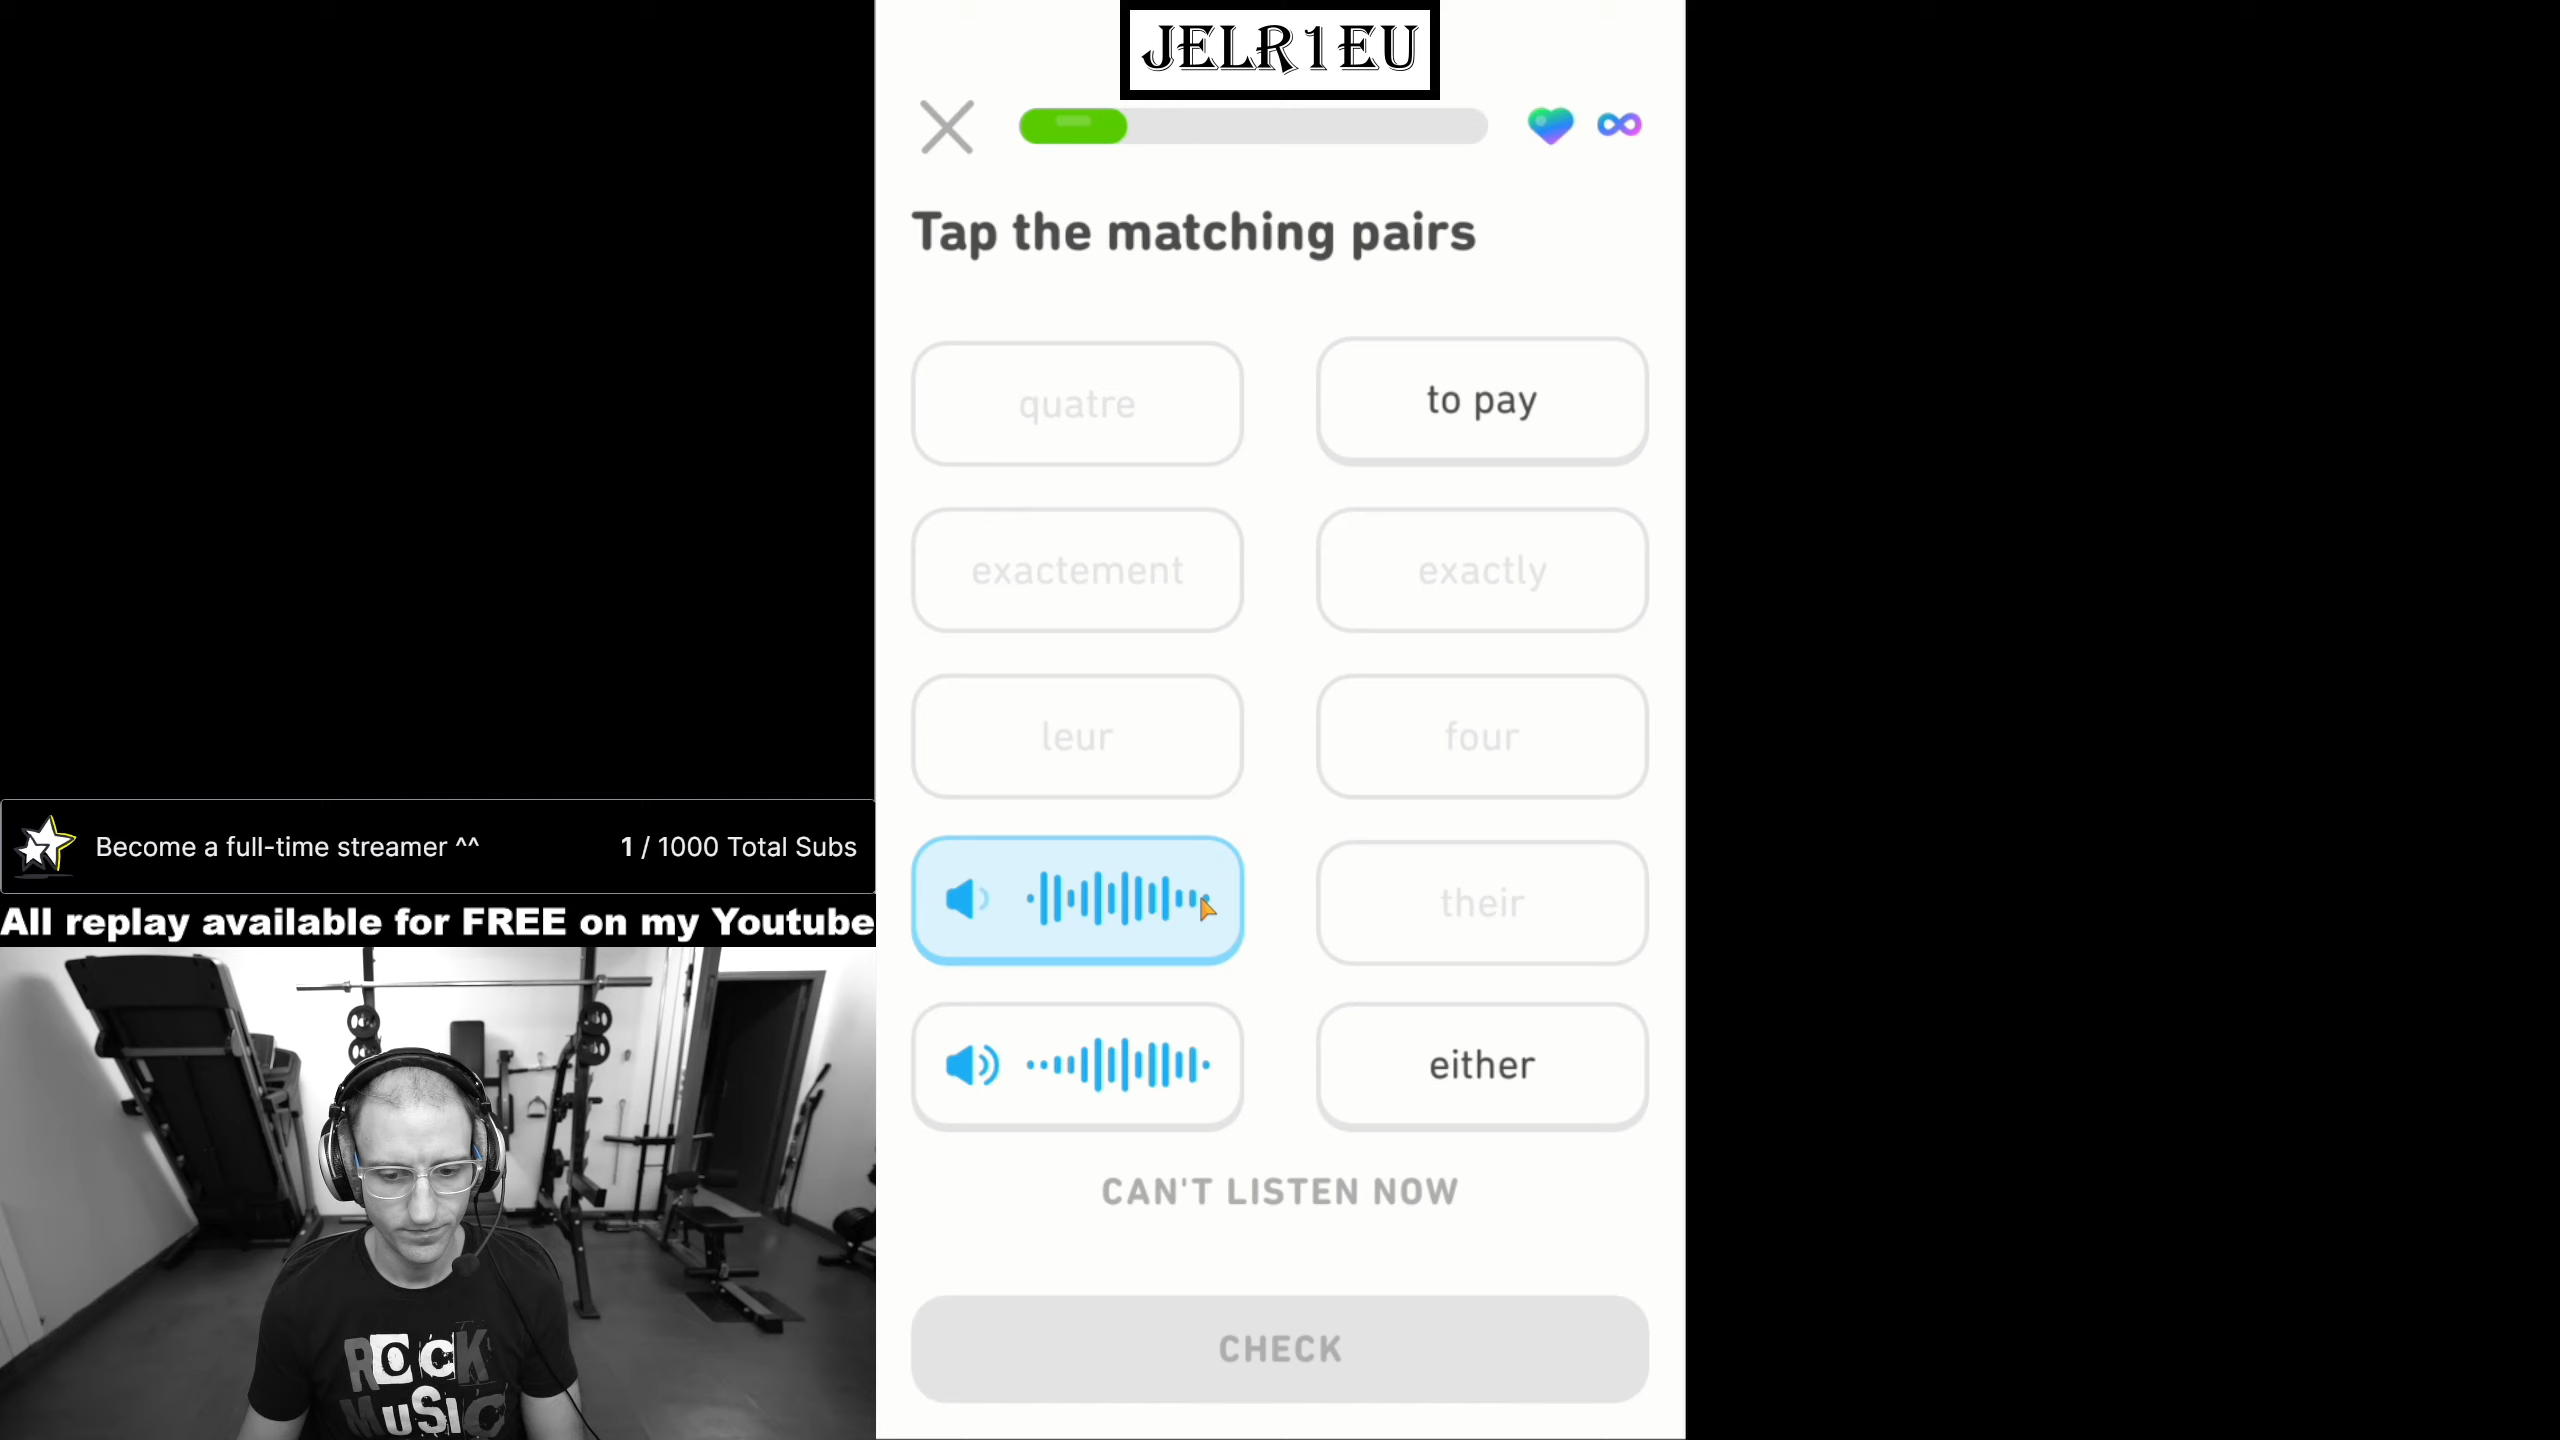 JELR1EU
Tap the matching pairs
quatre
to pay
exactement
exactly
leur
four
their
either
CAN'T LISTEN NOW
CHECK
Become a full-time streamer ^^
1 / 1000 Total Subs
All replay available for FREE on my Youtube
ROCK
MUSIC